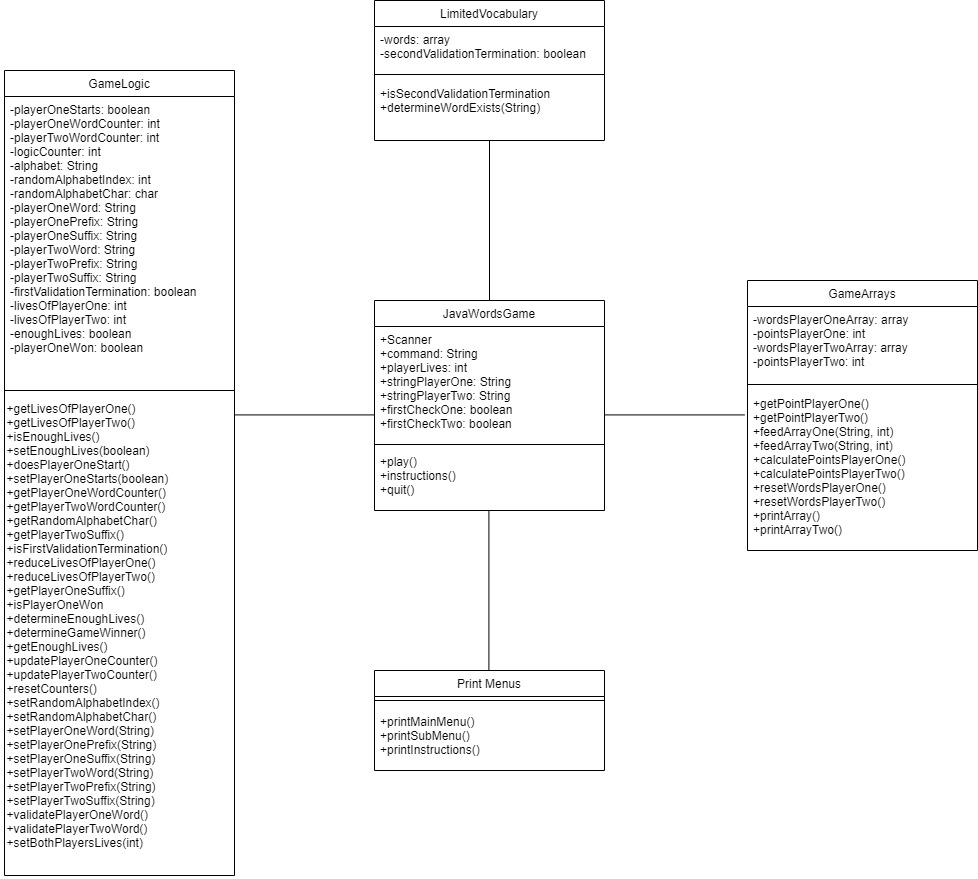 LimitedVocabulary
-words: array
-secondValidationTermination: boolean
+isSecondValidationTermination
+determineWordExists(String)
GameLogic
-playerOneStarts: boolean
-playerOneWordCounter: int
-playerTwoWordCounter: int
-logicCounter: int
-alphabet: String
-randomAlphabetIndex: int
-randomAlphabetChar: char
-playerOneWord: String
-playerOnePrefix: String
-playerOneSuffix: String
-playerTwoWord: String
-playerTwoPrefix: String
-playerTwoSuffix: String
-firstValidationTermination: boolean
-livesOfPlayerOne: int
-livesOfPlayerTwo: int
-enoughLives: boolean
-playerOneWon: boolean
+getLivesOfPlayerOne()
+getLivesOfPlayerTwo()
+isEnoughLives()
+setEnoughLives(boolean)
+doesPlayerOneStart()
+setPlayerOneStarts(boolean)
+getPlayerOneWordCounter()
+getPlayerTwoWordCounter()
+getRandomAlphabetChar()
+getPlayerTwoSuffix()
+isFirstValidationTermination()
+reduceLivesOfPlayerOne()
+reduceLivesOfPlayerTwo()
+getPlayerOneSuffix()
+isPlayerOneWon
+determineEnoughLives()
+determineGameWinner()
+getEnoughLives()
+updatePlayerOneCounter()
+updatePlayerTwoCounter()
+resetCounters()
+setRandomAlphabetIndex()
+setRandomAlphabetChar()
+setPlayerOneWord(String)
+setPlayerOnePrefix(String)
+setPlayerOneSuffix(String)
+setPlayerTwoWord(String)
+setPlayerTwoPrefix(String)
+setPlayerTwoSuffix(String)
+validatePlayerOneWord()
+validatePlayerTwoWord()
+setBothPlayersLives(int)
JavaWordsGame
+Scanner
+command: String
+playerLives: int
+stringPlayerOne: String
+stringPlayerTwo: String
+firstCheckOne: boolean
+firstCheckTwo: boolean
+play()
+instructions()
+quit()
GameArrays
-wordsPlayerOneArray: array
-pointsPlayerOne: int
-wordsPlayerTwoArray: array
-pointsPlayerTwo: int
+getPointPlayerOne()
+getPointPlayerTwo()
+feedArrayOne(String, int)
+feedArrayTwo(String, int)
+calculatePointsPlayerOne()
+calculatePointsPlayerTwo()
+resetWordsPlayerOne()
+resetWordsPlayerTwo()
+printArray()
+printArrayTwo()
Print Menus
+printMainMenu()
+printSubMenu()
+printInstructions()